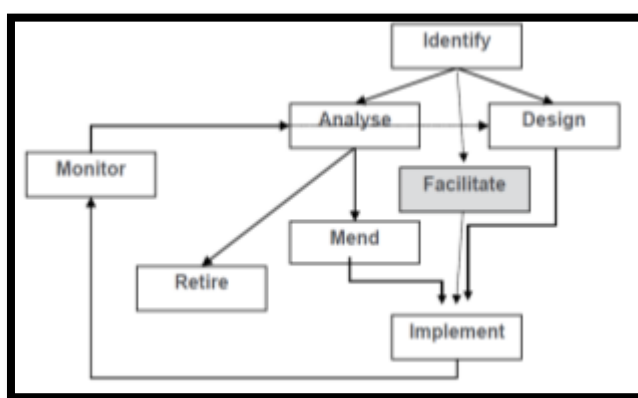 Identify
Analyse
Design
Monitor
Facilitate
Mend
Retire
Implement